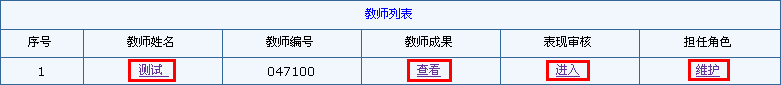 教师列表
序号 教师姓名 教师编号 教师成果 表现审核 担任角色
1 测试 047100 查看 进入 维护